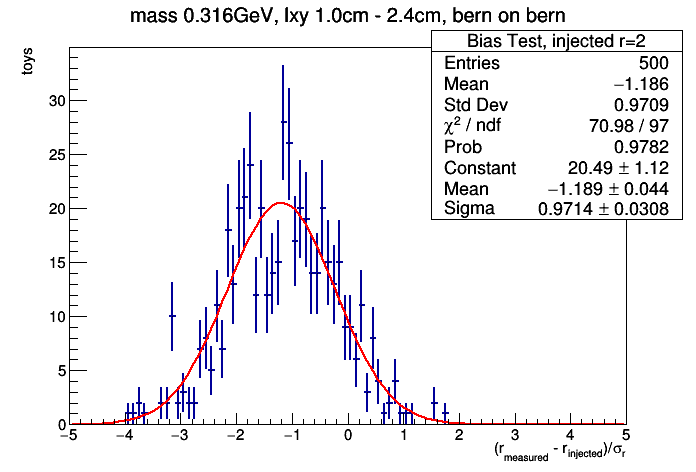 mass 0.316GeV, lxy 1.0cm - 2.4cm, bern on bern
toys
Bias Test, injected r=2
Entries 500
Mean −1.186
Std Dev 0.9709
χ² / ndf 70.98 / 97
Prob 0.9782
Constant 20.49 ± 1.12
Mean −1.189 ± 0.044
Sigma 0.9714 ± 0.0308
30
25
20
15
10
5
0
−5 −4 −3 −2 −1 0 1 2 3 4 5
(r_measured - r_injected)/σ_r